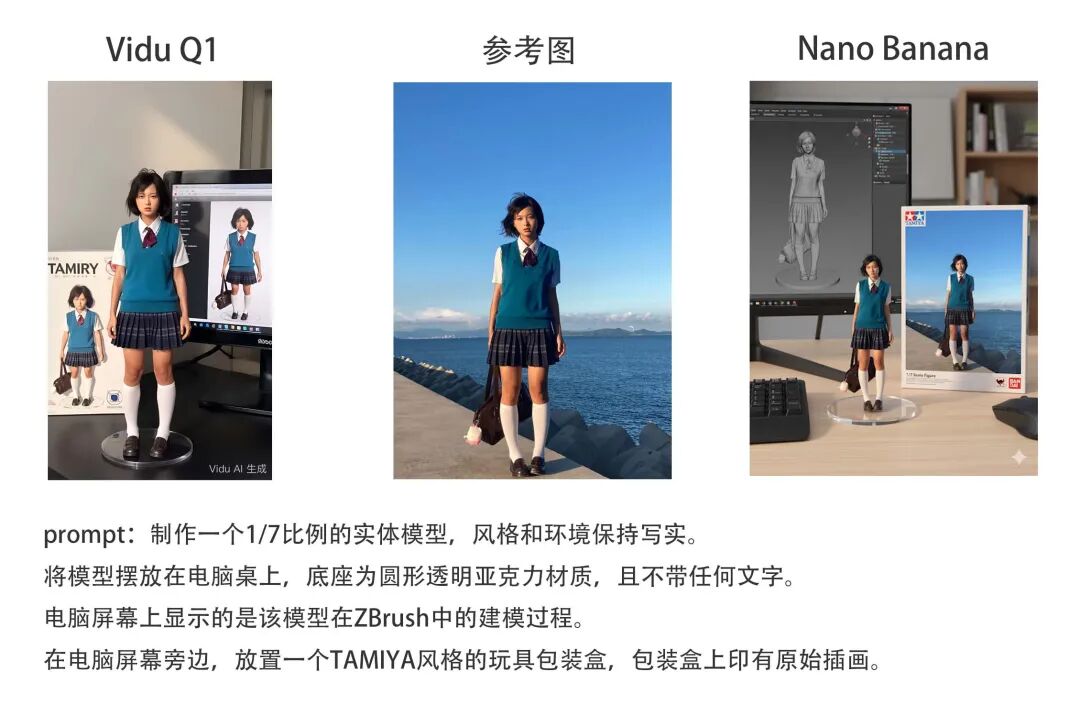 Vidu Q1
参考图
Nano Banana
TAMIRY
Vidu AI 生成
TAMIYA
1/7 Scale Figure
BAN
DAI
prompt：制作一个1/7比例的实体模型，风格和环境保持写实。
将模型摆放在电脑桌上，底座为圆形透明亚克力材质，且不带任何文字。
电脑屏幕上显示的是该模型在ZBrush中的建模过程。
在电脑屏幕旁边，放置一个TAMIYA风格的玩具包装盒，包装盒上印有原始插画。